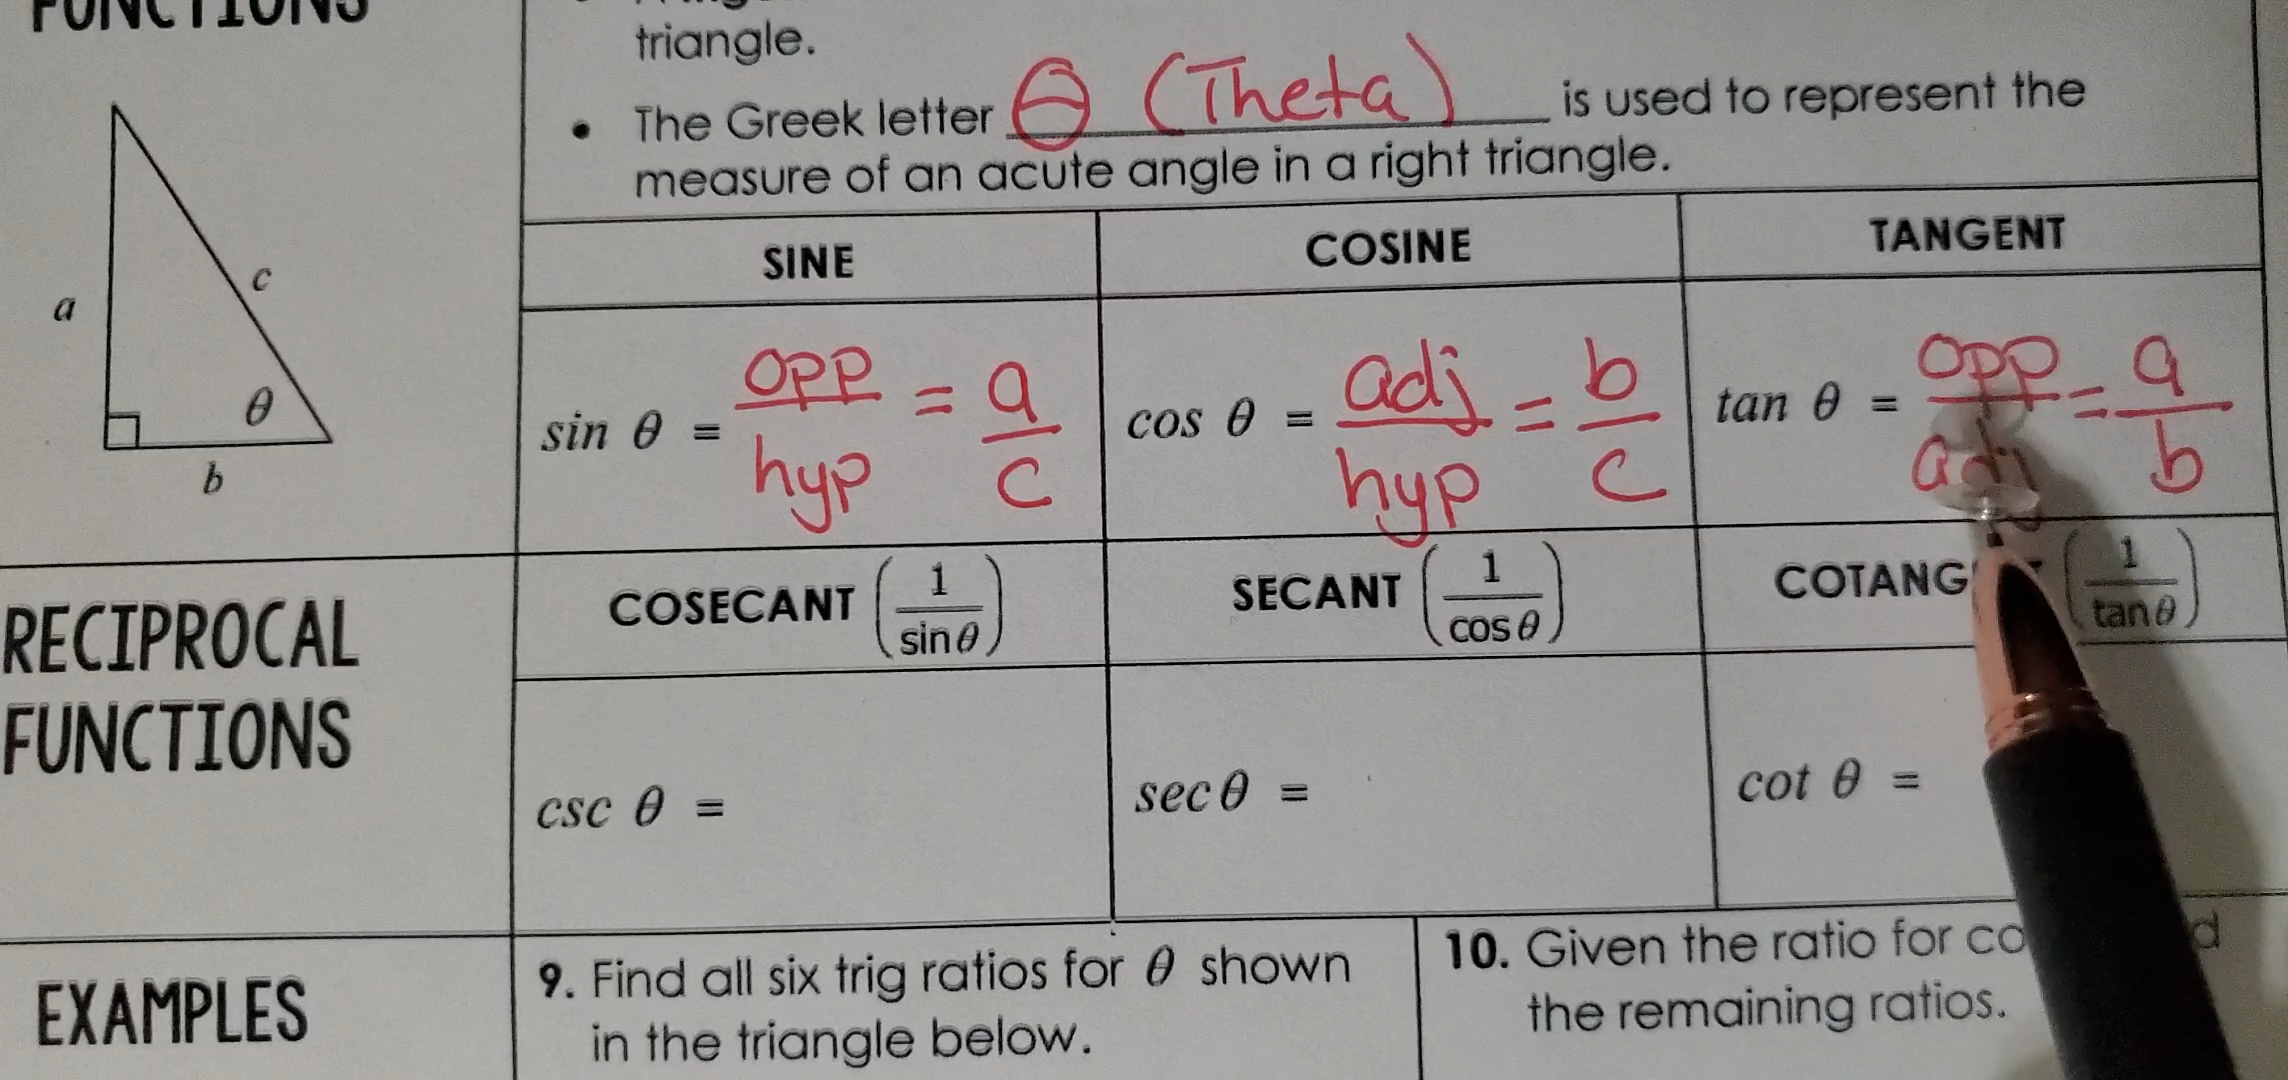 FUNCTIONS
triangle.
• The Greek letter θ (Theta) is used to represent the
measure of an acute angle in a right triangle.
a
c
θ
b
SINE
COSINE
TANGENT
sin θ = opp/hyp = a/c
cos θ = adj/hyp = b/c
tan θ = opp/adj = a/b
RECIPROCAL
FUNCTIONS
COSECANT (1/sinθ)
SECANT (1/cosθ)
(1/tanθ)
csc θ =
sec θ =
cot θ =
EXAMPLES
9. Find all six trig ratios for θ shown
in the triangle below.
10. Given the ratio for
the remaining ratios.